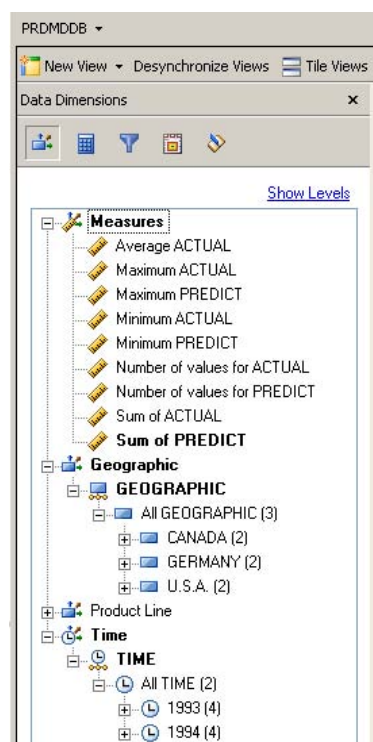 PRDMDDB
New View Desynchronize Views Tile Views
Data Dimensions
Show Levels
Measures
Average ACTUAL
Maximum ACTUAL
Maximum PREDICT
Minimum ACTUAL
Minimum PREDICT
Number of values for ACTUAL
Number of values for PREDICT
Sum of ACTUAL
Sum of PREDICT
Geographic
GEOGRAPHIC
All GEOGRAPHIC (3)
CANADA (2)
GERMANY (2)
U.S.A. (2)
Product Line
Time
TIME
All TIME (2)
1993 (4)
1994 (4)